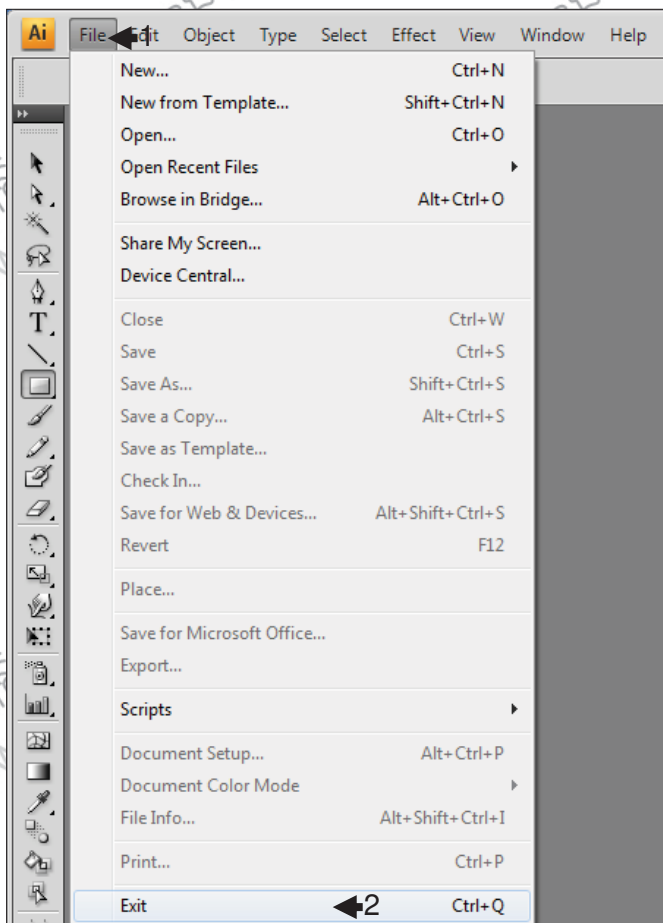 Ai File 1 Edit Object Type Select Effect View Window Help
New... Ctrl+N
New from Template... Shift+Ctrl+N
Open... Ctrl+O
Open Recent Files
Browse in Bridge... Alt+Ctrl+O
Share My Screen...
Device Central...
Close Ctrl+W
Save Ctrl+S
Save As... Shift+Ctrl+S
Save a Copy... Alt+Ctrl+S
Save as Template...
Check In...
Save for Web & Devices... Alt+Shift+Ctrl+S
Revert F12
Place...
Save for Microsoft Office...
Export...
Scripts
Document Setup... Alt+Ctrl+P
Document Color Mode
File Info... Alt+Shift+Ctrl+I
Print... Ctrl+P
Exit 2 Ctrl+Q